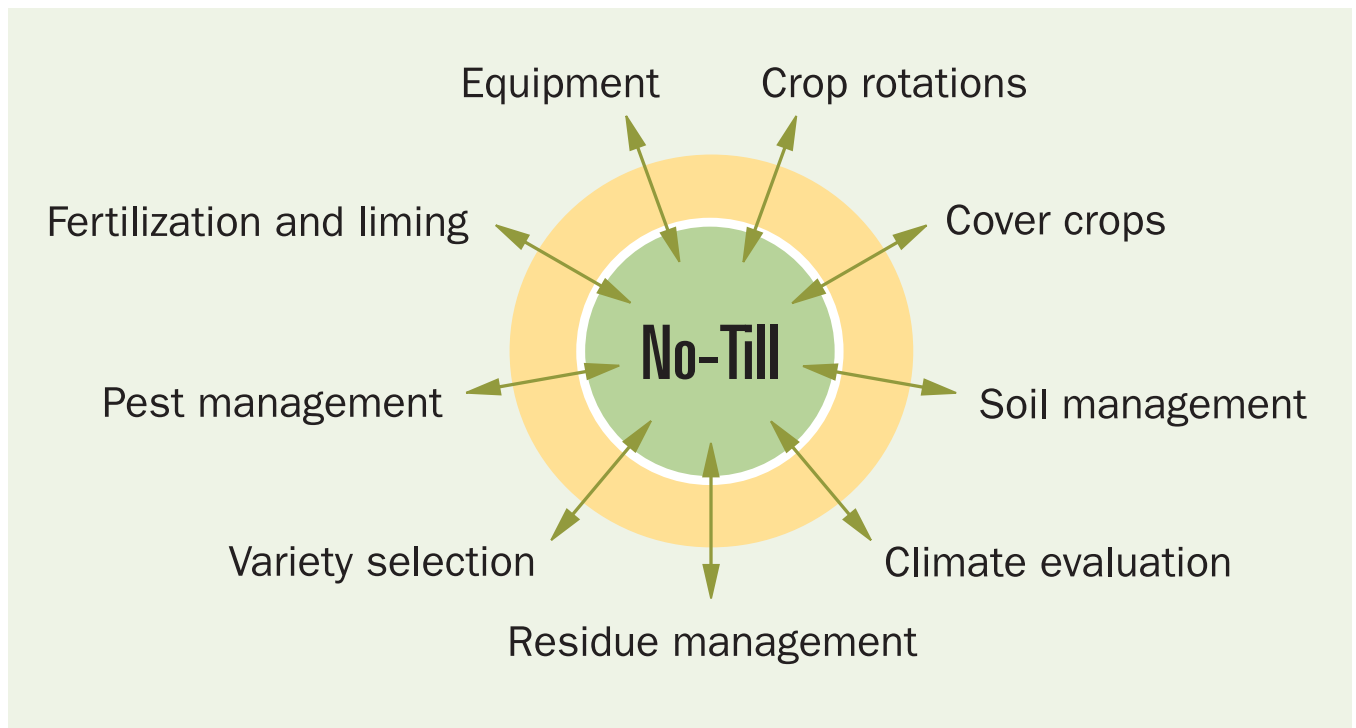 Equipment
Crop rotations
Fertilization and liming
Cover crops
No-Till
Pest management
Soil management
Variety selection
Climate evaluation
Residue management